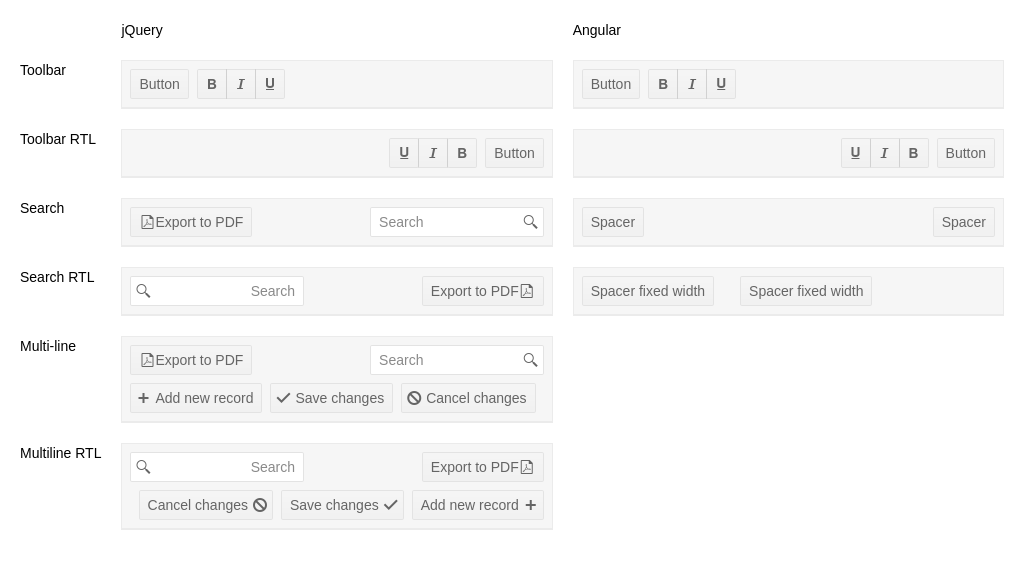 jQuery Angular
Toolbar Button B I U Button B I U
Toolbar RTL U I B Button U I B Button
Search Export to PDF Search Spacer Spacer
Search RTL Search Export to PDF Spacer fixed width Spacer fixed width
Multi-line Export to PDF Search
Add new record Save changes Cancel changes
Multiline RTL Search Export to PDF
Cancel changes Save changes Add new record